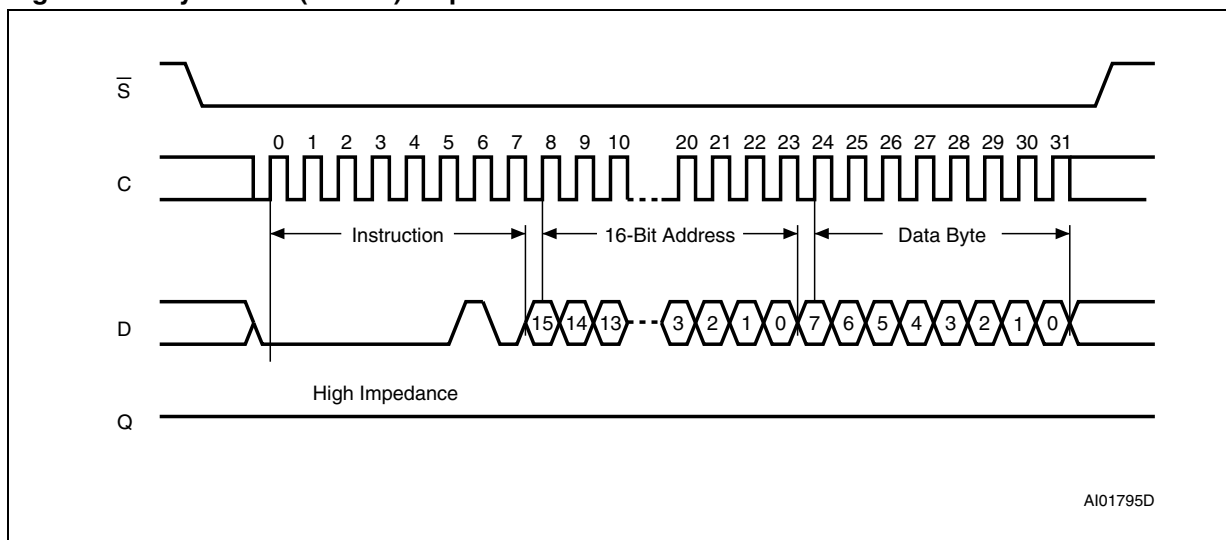 S
0 1 2 3 4 5 6 7 8 9 10 20 21 22 23 24 25 26 27 28 29 30 31
C
Instruction 16-Bit Address Data Byte
D 15 14 13 3 2 1 0 7 6 5 4 3 2 1 0
High Impedance
Q
AI01795D